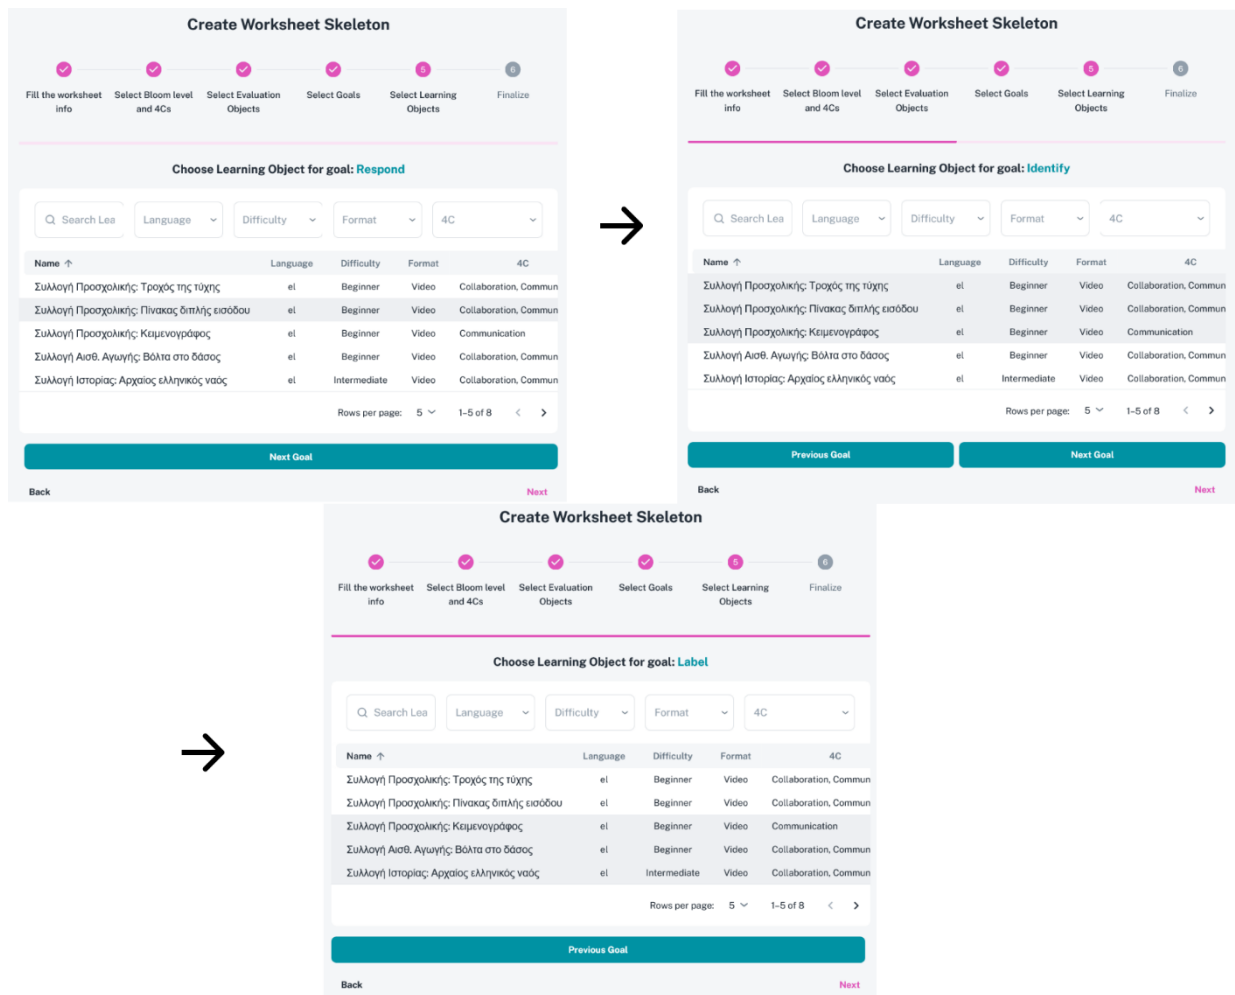 Create Worksheet Skeleton
5 6
Fill the worksheet info Select Bloom level and 4Cs Select Evaluation Objects Select Goals Select Learning Objects Finalize
Choose Learning Object for goal: Respond
Search Lea Language Difficulty Format 4C
Name Language Difficulty Format 4C
Συλλογή Προσχολικής: Τροχός της τύχης el Beginner Video Collaboration, Commun
Συλλογή Προσχολικής: Πίνακας διπλής εισόδου el Beginner Video Collaboration, Commun
Συλλογή Προσχολικής: Κειμενογράφος el Beginner Video Communication
Συλλογή Αισθ. Αγωγής: Βόλτα στο δάσος el Beginner Video Collaboration, Commun
Συλλογή Ιστορίας: Αρχαίος ελληνικός ναός el Intermediate Video Collaboration, Commun
Rows per page: 5 1–5 of 8
Next Goal
Back Next
Create Worksheet Skeleton
5 6
Fill the worksheet info Select Bloom level and 4Cs Select Evaluation Objects Select Goals Select Learning Objects Finalize
Choose Learning Object for goal: Identify
Search Lea Language Difficulty Format 4C
Name Language Difficulty Format 4C
Συλλογή Προσχολικής: Τροχός της τύχης el Beginner Video Collaboration, Commun
Συλλογή Προσχολικής: Πίνακας διπλής εισόδου el Beginner Video Collaboration, Commun
Συλλογή Προσχολικής: Κειμενογράφος el Beginner Video Communication
Συλλογή Αισθ. Αγωγής: Βόλτα στο δάσος el Beginner Video Collaboration, Commun
Συλλογή Ιστορίας: Αρχαίος ελληνικός ναός el Intermediate Video Collaboration, Commun
Rows per page: 5 1–5 of 8
Previous Goal Next Goal
Back Next
Create Worksheet Skeleton
5 6
Fill the worksheet info Select Bloom level and 4Cs Select Evaluation Objects Select Goals Select Learning Objects Finalize
Choose Learning Object for goal: Label
Search Lea Language Difficulty Format 4C
Name Language Difficulty Format 4C
Συλλογή Προσχολικής: Τροχός της τύχης el Beginner Video Collaboration, Commun
Συλλογή Προσχολικής: Πίνακας διπλής εισόδου el Beginner Video Collaboration, Commun
Συλλογή Προσχολικής: Κειμενογράφος el Beginner Video Communication
Συλλογή Αισθ. Αγωγής: Βόλτα στο δάσος el Beginner Video Collaboration, Commun
Συλλογή Ιστορίας: Αρχαίος ελληνικός ναός el Intermediate Video Collaboration, Commun
Rows per page: 5 1–5 of 8
Previous Goal
Back Next